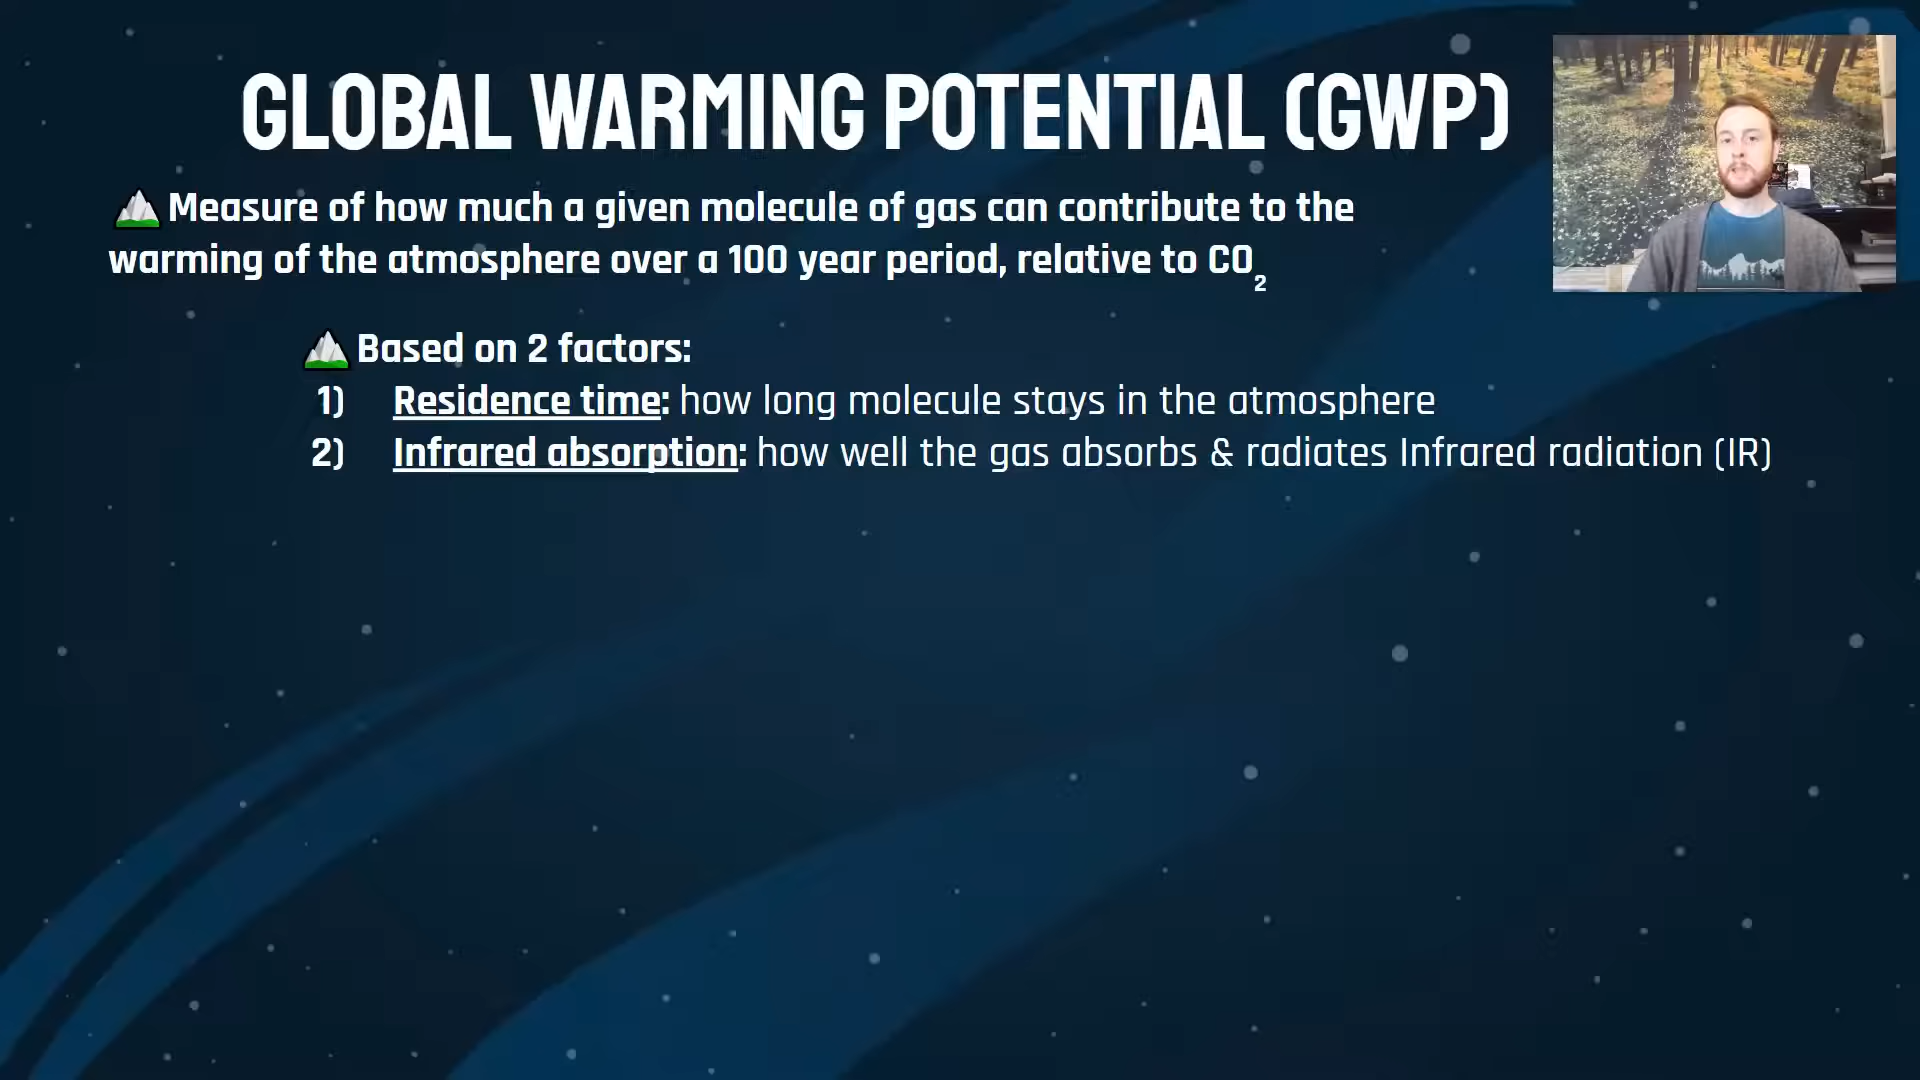 GLOBAL WARMING POTENTIAL (GWP)
Measure of how much a given molecule of gas can contribute to the
warming of the atmosphere over a 100 year period, relative to CO₂
Based on 2 factors:
1) Residence time: how long molecule stays in the atmosphere
2) Infrared absorption: how well the gas absorbs & radiates Infrared radiation (IR)